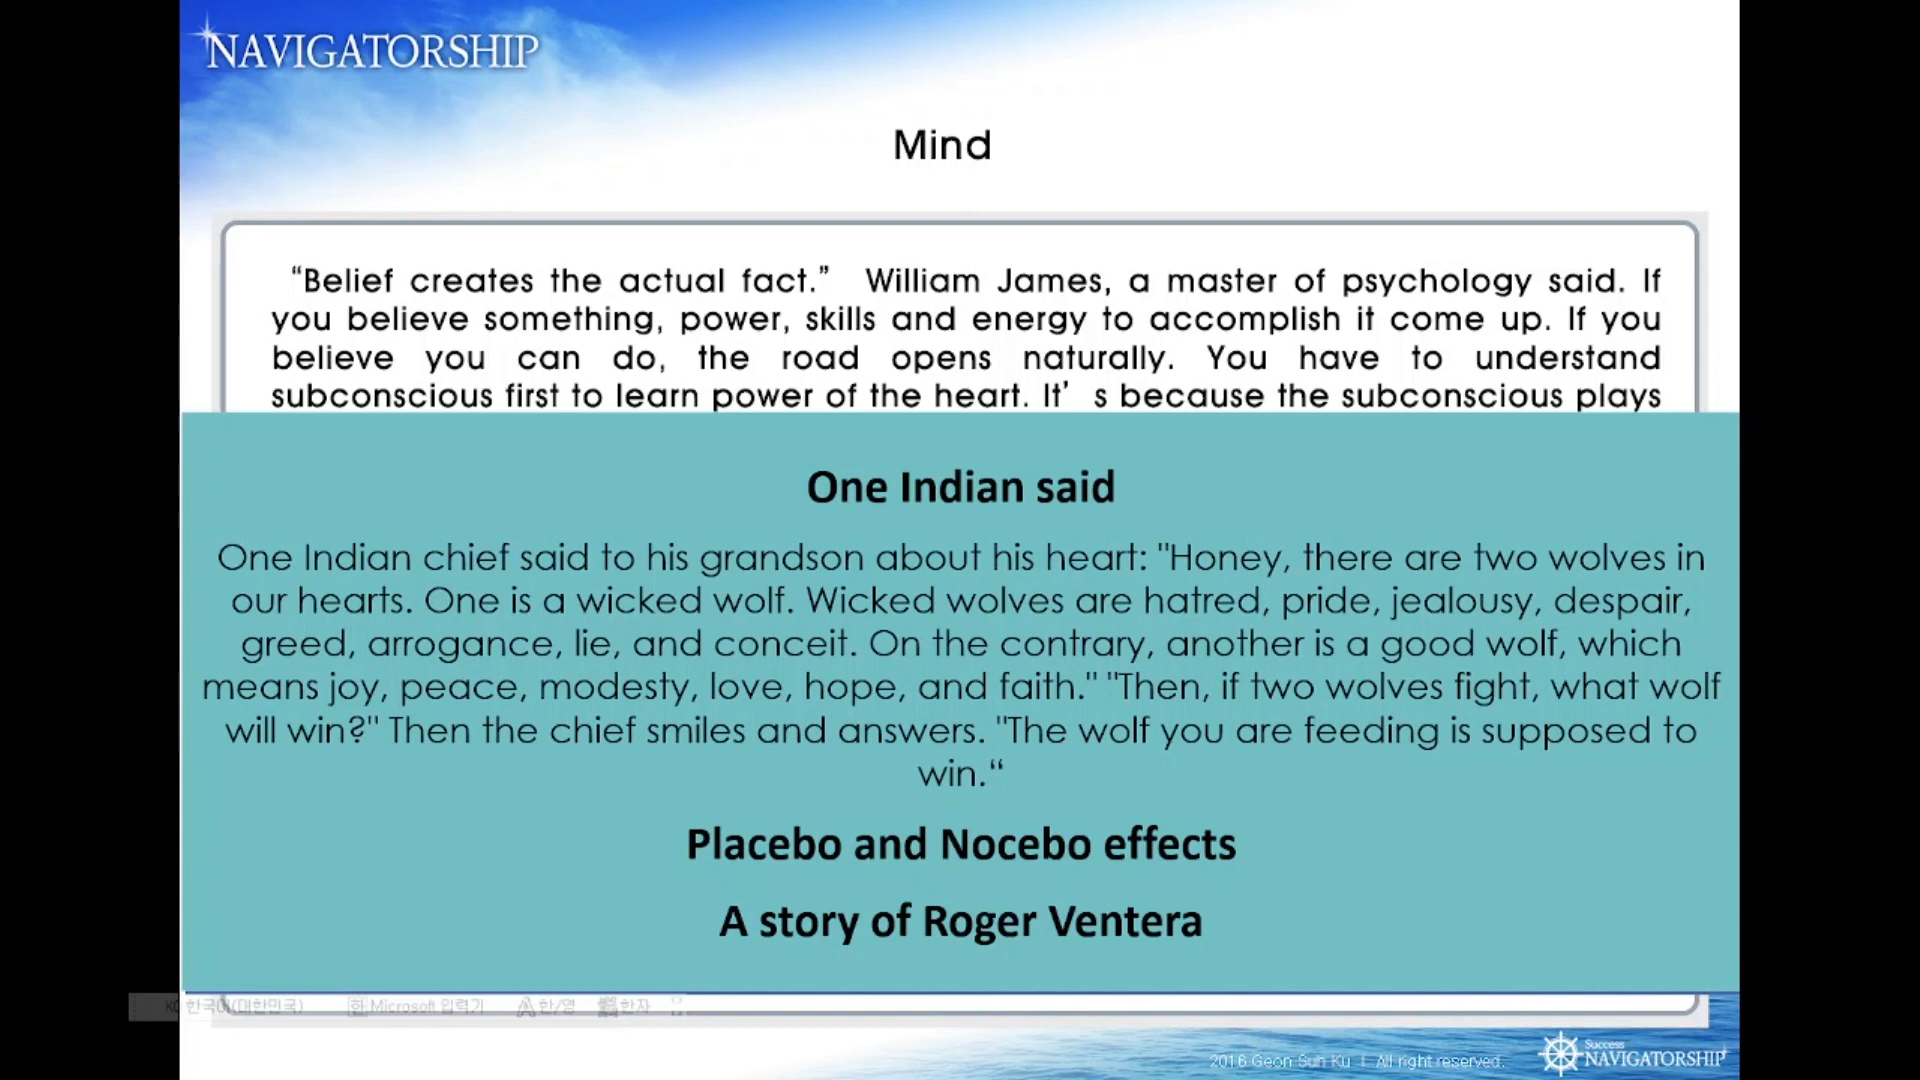 NAVIGATORSHIP
Mind
“Belief creates the actual fact.” William James, a master of psychology said. If
you believe something, power, skills and energy to accomplish it come up. If you
believe you can do, the road opens naturally. You have to understand
subconscious first to learn power of the heart. It’ s because the subconscious plays
One Indian said
One Indian chief said to his grandson about his heart: "Honey, there are two wolves in
our hearts. One is a wicked wolf. Wicked wolves are hatred, pride, jealousy, despair,
greed, arrogance, lie, and conceit. On the contrary, another is a good wolf, which
means joy, peace, modesty, love, hope, and faith." "Then, if two wolves fight, what wolf
will win?" Then the chief smiles and answers. "The wolf you are feeding is supposed to
win.“
Placebo and Nocebo effects
A story of Roger Ventera
KO 한국어(대한민국) 한 Microsoft 입력기 A 한/영 한자
2016 Geon Suh Ku | All right reserved.
Success
NAVIGATORSHIP